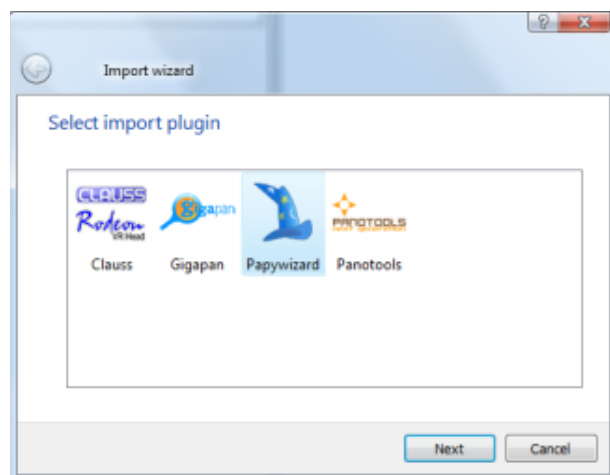 Import wizard
Select import plugin
CLAUSS
Rodeon
VR Head
gigapan
PANOTOOLS
Clauss
Gigapan
Papywizard
Panotools
Next
Cancel